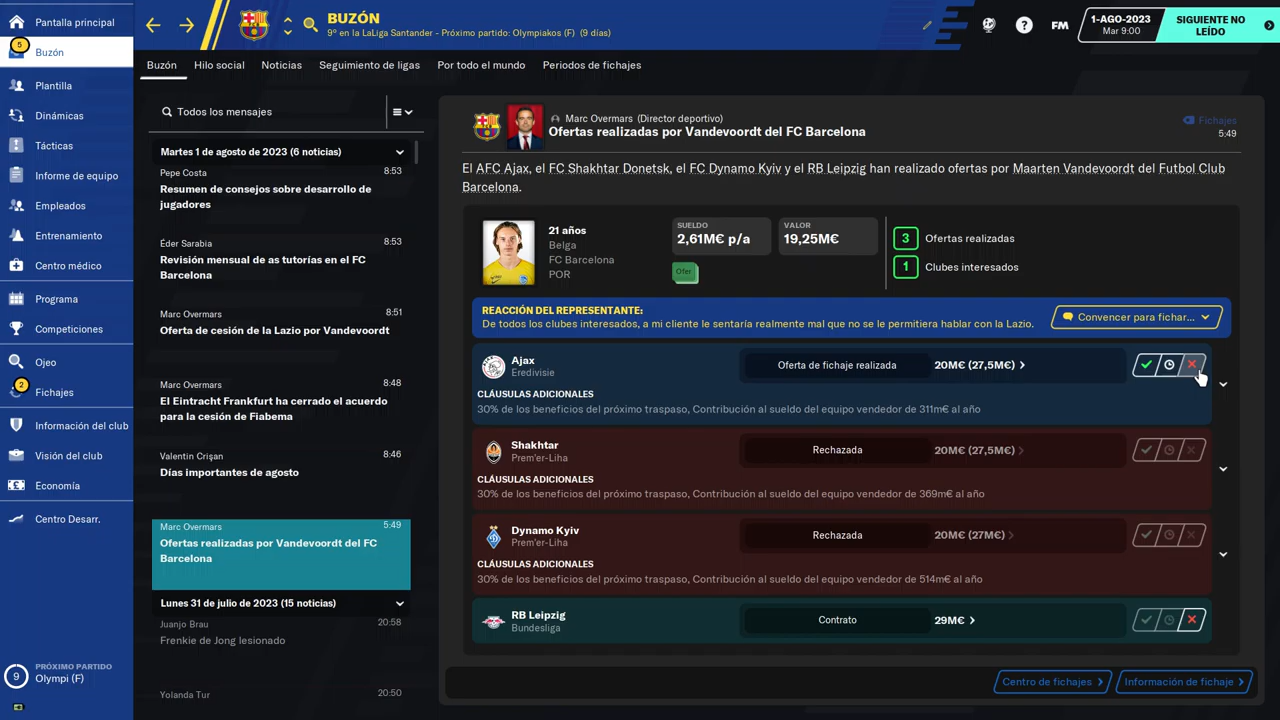 Pantalla principal
5
Buzón
Plantilla
Dinámicas
Tácticas
Informe de equipo
Empleados
Entrenamiento
Centro médico
Programa
Competiciones
Ojeo
2
Fichajes
Información del club
Visión del club
Economía
Centro Desarr.
PRÓXIMO PARTIDO
9
Olympi (F)
BUZÓN
9º en la LaLiga Santander - Próximo partido: Olympiakos (F) (9 días)
?
FM
1-AGO-2023
Mar 9:00
SIGUIENTE NO
LEÍDO
Buzón
Hilo social
Noticias
Seguimiento de ligas
Por todo el mundo
Periodos de fichajes
Todos los mensajes
Martes 1 de agosto de 2023 (6 noticias)
Pepe Costa 8:53
Resumen de consejos sobre desarrollo de
jugadores
Éder Sarabia 8:53
Revisión mensual de as tutorías en el FC
Barcelona
Marc Overmars 8:51
Oferta de cesión de la Lazio por Vandevoordt
Marc Overmars 8:48
El Eintracht Frankfurt ha cerrado el acuerdo
para la cesión de Fiabema
Valentin Crișan 8:46
Días importantes de agosto
Marc Overmars 5:49
Ofertas realizadas por Vandevoordt del FC
Barcelona
Lunes 31 de julio de 2023 (15 noticias)
Juanjo Brau 20:58
Frenkie de Jong lesionado
Yolanda Tur 20:50
Marc Overmars (Director deportivo)
Ofertas realizadas por Vandevoordt del FC Barcelona
Fichajes
5:49
El AFC Ajax, el FC Shakhtar Donetsk, el FC Dynamo Kyiv y el RB Leipzig han realizado ofertas por Maarten Vandevoordt del Futbol Club
Barcelona.
21 años
Belga
FC Barcelona
POR
SUELDO
2,61M€ p/a
VALOR
19,25M€
Ofer
3 Ofertas realizadas
1 Clubes interesados
REACCIÓN DEL REPRESENTANTE:
De todos los clubes interesados, a mi cliente le sentaría realmente mal que no se le permitiera hablar con la Lazio.
Convencer para fichar...
Ajax
Eredivisie
Oferta de fichaje realizada 20M€ (27,5M€)
CLÁUSULAS ADICIONALES
30% de los beneficios del próximo traspaso, Contribución al sueldo del equipo vendedor de 311m€ al año
Shakhtar
Prem'er-Liha
Rechazada 20M€ (27,5M€)
CLÁUSULAS ADICIONALES
30% de los beneficios del próximo traspaso, Contribución al sueldo del equipo vendedor de 369m€ al año
Dynamo Kyiv
Prem'er-Liha
Rechazada 20M€ (27M€)
CLÁUSULAS ADICIONALES
30% de los beneficios del próximo traspaso, Contribución al sueldo del equipo vendedor de 514m€ al año
RB Leipzig
Bundesliga
Contrato 29M€
Centro de fichajes
Información de fichaje